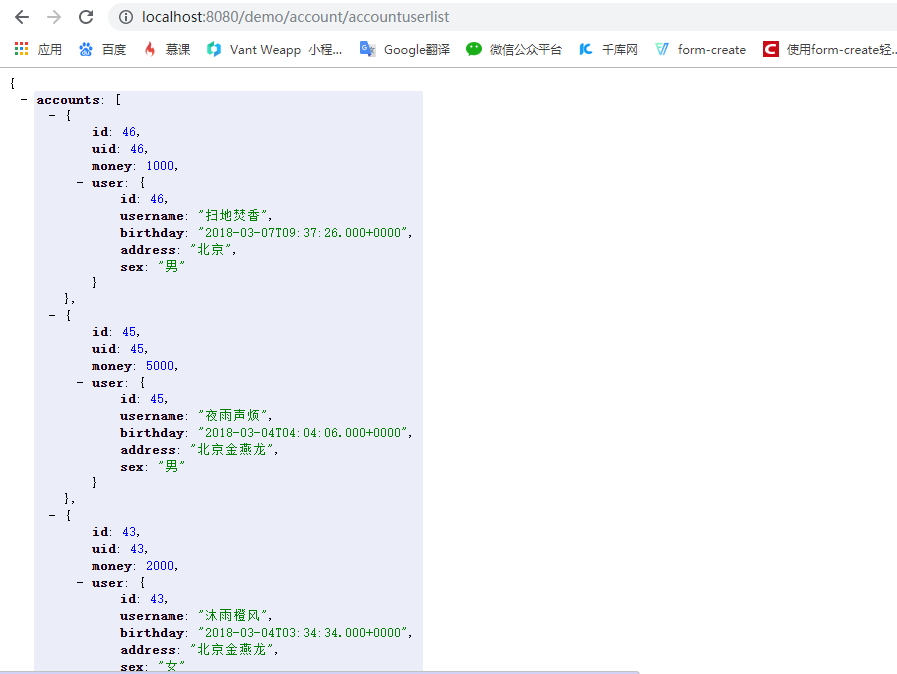 localhost:8080/demo/account/accountuserlist
应用 百度 慕课 Vant Weapp 小程... Google翻译 微信公众平台 千库网 form-create 使用form-create轻...
{
- accounts: [
- {
id: 46,
uid: 46,
money: 1000,
- user: {
id: 46,
username: "扫地焚香",
birthday: "2018-03-07T09:37:26.000+0000",
address: "北京",
sex: "男"
}
},
- {
id: 45,
uid: 45,
money: 5000,
- user: {
id: 45,
username: "夜雨声烦",
birthday: "2018-03-04T04:04:06.000+0000",
address: "北京金燕龙",
sex: "男"
}
},
- {
id: 43,
uid: 43,
money: 2000,
- user: {
id: 43,
username: "沐雨橙风",
birthday: "2018-03-04T03:34:34.000+0000",
address: "北京金燕龙",
sex: "女"